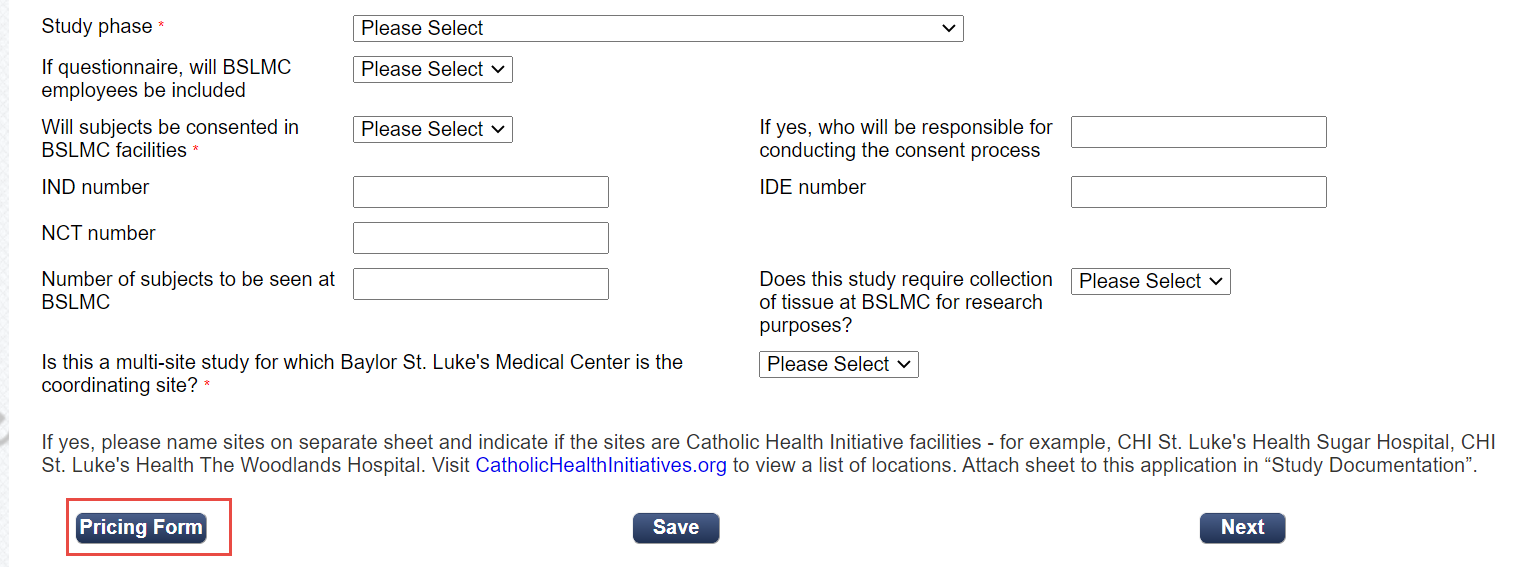 Study phase *
Please Select
If questionnaire, will BSLMC
employees be included
Please Select
Will subjects be consented in
BSLMC facilities *
Please Select
If yes, who will be responsible for
conducting the consent process
IND number
IDE number
NCT number
Number of subjects to be seen at
BSLMC
Does this study require collection
of tissue at BSLMC for research
purposes?
Please Select
Is this a multi-site study for which Baylor St. Luke's Medical Center is the
coordinating site? *
Please Select
If yes, please name sites on separate sheet and indicate if the sites are Catholic Health Initiative facilities - for example, CHI St. Luke's Health Sugar Hospital, CHI
St. Luke's Health The Woodlands Hospital. Visit CatholicHealthInitiatives.org to view a list of locations. Attach sheet to this application in “Study Documentation”.
Pricing Form
Save
Next